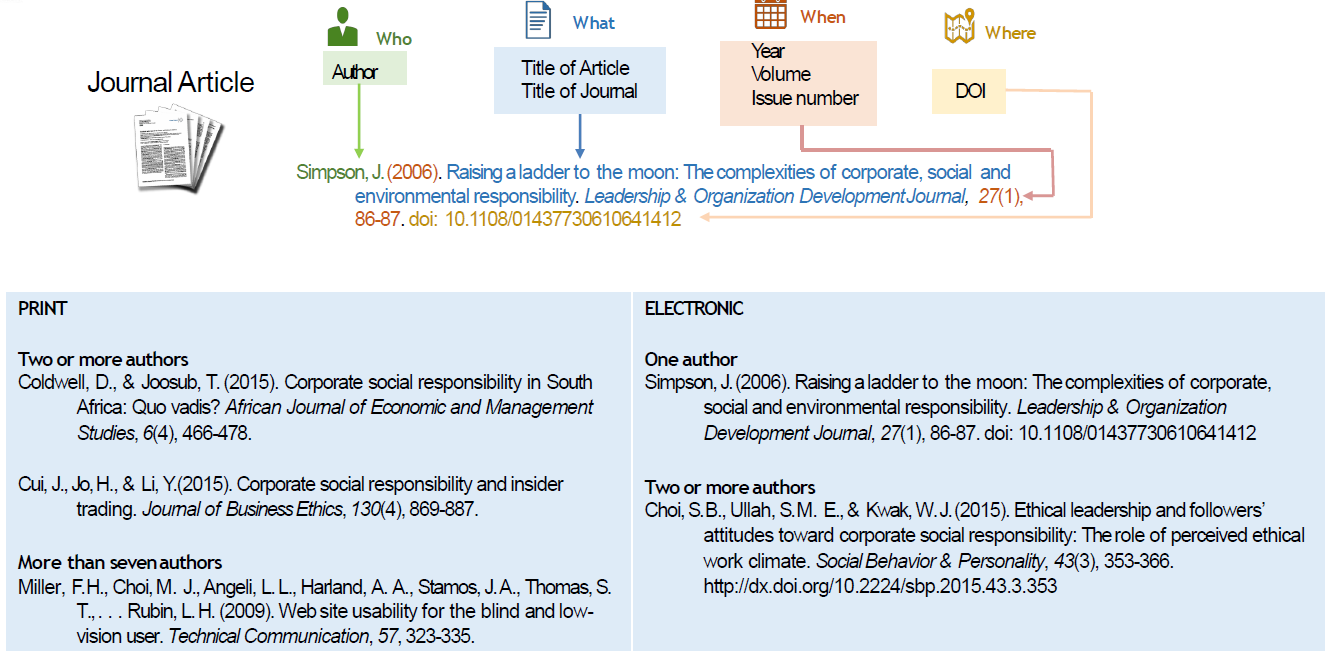 Who
What
When
Where
Journal Article
Author
Title of Article
Title of Journal
Year
Volume
Issue number
DOI
Simpson, J. (2006). Raising a ladder to the moon: The complexities of corporate, social and
environmental responsibility. Leadership & Organization Development Journal, 27(1),
86-87. doi: 10.1108/01437730610641412
PRINT
Two or more authors
Coldwell, D., & Joosub, T. (2015). Corporate social responsibility in South
Africa: Quo vadis? African Journal of Economic and Management
Studies, 6(4), 466-478.
Cui, J., Jo, H., & Li, Y.(2015). Corporate social responsibility and insider
trading. Journal of Business Ethics, 130(4), 869-887.
More than seven authors
Miller, F.H., Choi, M. J., Angeli, L. L., Harland, A. A., Stamos, J. A., Thomas, S.
T., . . . Rubin, L. H. (2009). Web site usability for the blind and low-
vision user. Technical Communication, 57, 323-335.
ELECTRONIC
One author
Simpson, J. (2006). Raising a ladder to the moon: The complexities of corporate,
social and environmental responsibility. Leadership & Organization
Development Journal, 27(1), 86-87. doi: 10.1108/01437730610641412
Two or more authors
Choi, S. B., Ullah, S. M. E., & Kwak, W. J. (2015). Ethical leadership and followers’
attitudes toward corporate social responsibility: The role of perceived ethical
work climate. Social Behavior & Personality, 43(3), 353-366.
http://dx.doi.org/10.2224/sbp.2015.43.3.353